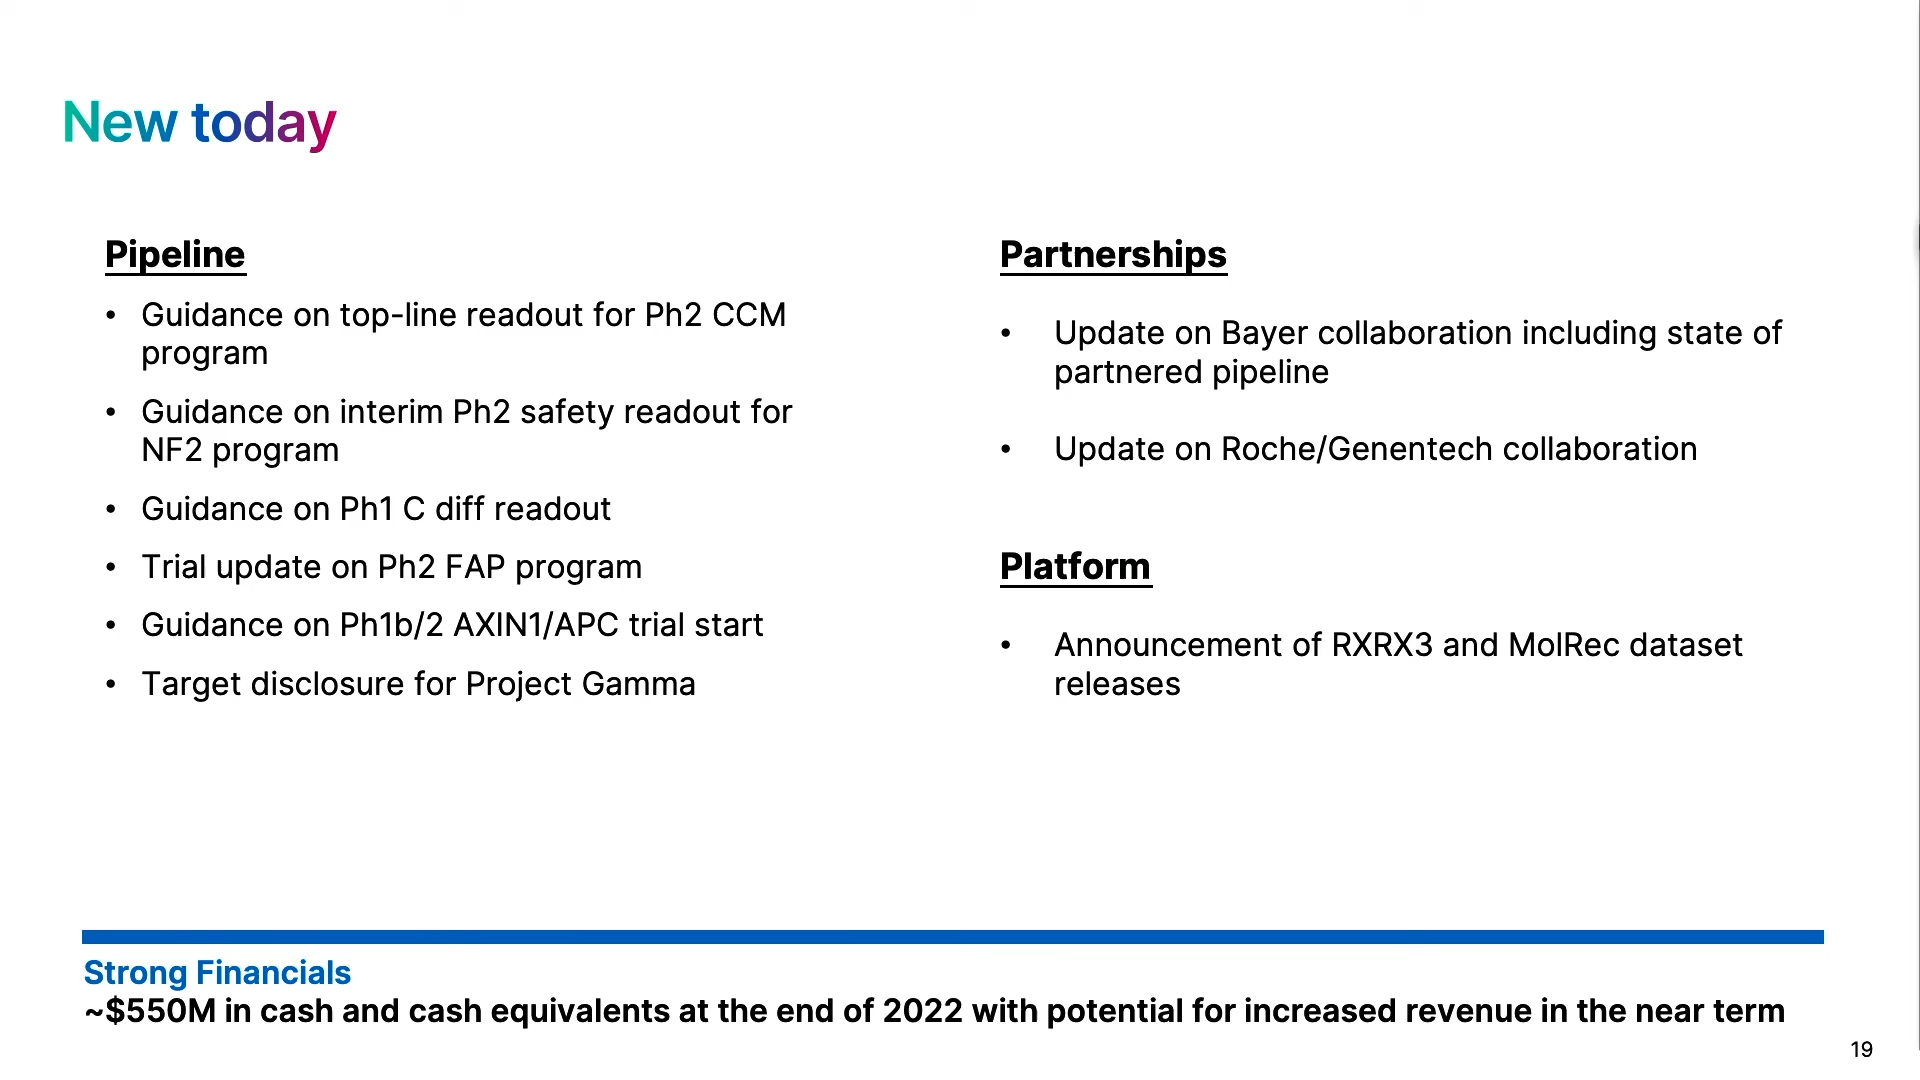 New today
Pipeline
• Guidance on top-line readout for Ph2 CCM
program
• Guidance on interim Ph2 safety readout for
NF2 program
• Guidance on Ph1 C diff readout
• Trial update on Ph2 FAP program
• Guidance on Ph1b/2 AXIN1/APC trial start
• Target disclosure for Project Gamma
Partnerships
• Update on Bayer collaboration including state of
partnered pipeline
• Update on Roche/Genentech collaboration
Platform
• Announcement of RXRX3 and MolRec dataset
releases
Strong Financials
~$550M in cash and cash equivalents at the end of 2022 with potential for increased revenue in the near term
19